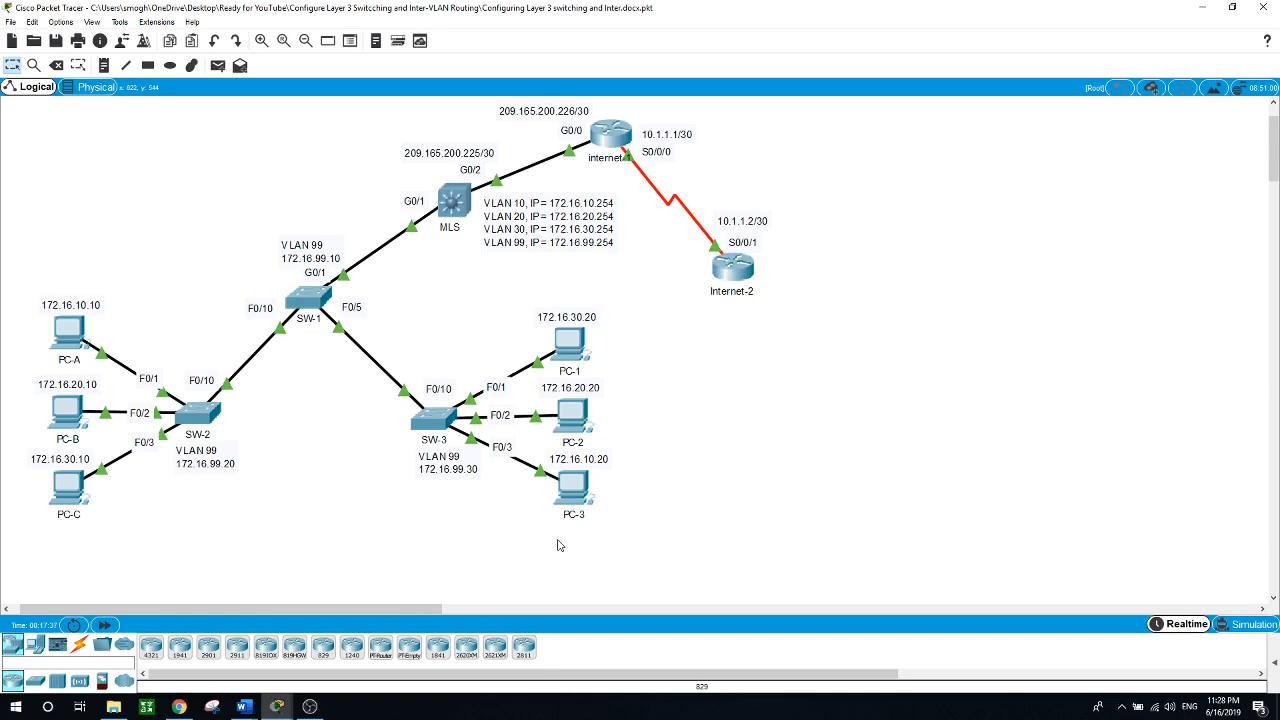 Cisco Packet Tracer - C:\Users\smogh\OneDrive\Desktop\Ready for YouTube\Configure Layer 3 Switcching and Inter-VLAN Routing\Configuring Layer 3 switching and Inter.docx.pkt
File Edit Options View Tools Extensions Help
Logical Physical x: 822, y: 544 [Root] 08:51:00
209.165.200.226/30
G0/0
10.1.1.1/30
S0/0/0
internet-1
209.165.200.225/30
G0/2
G0/1
MLS
VLAN 10, IP = 172.16.10.254
VLAN 20, IP = 172.16.20.254
VLAN 30, IP = 172.16.30.254
VLAN 99, IP = 172.16.99.254
10.1.1.2/30
S0/0/1
Internet-2
VLAN 99
172.16.99.10
G0/1
F0/10
F0/5
SW-1
172.16.10.10
PC-A
F0/1
F0/10
172.16.20.10
PC-B
F0/2
F0/3
SW-2
VLAN 99
172.16.99.20
172.16.30.10
PC-C
172.16.30.20
PC-1
F0/10
F0/1
172.16.20.20
F0/2
PC-2
SW-3
F0/3
VLAN 99
172.16.99.30
172.16.10.20
PC-3
Time: 00:17:37 Realtime Simulation
4321 1941 2901 2911 819IOX 819HGW 829 1240 PT-Router PT-Empty 1841 2620XM 2621XM 2811
829
11:28 PM
6/16/2019